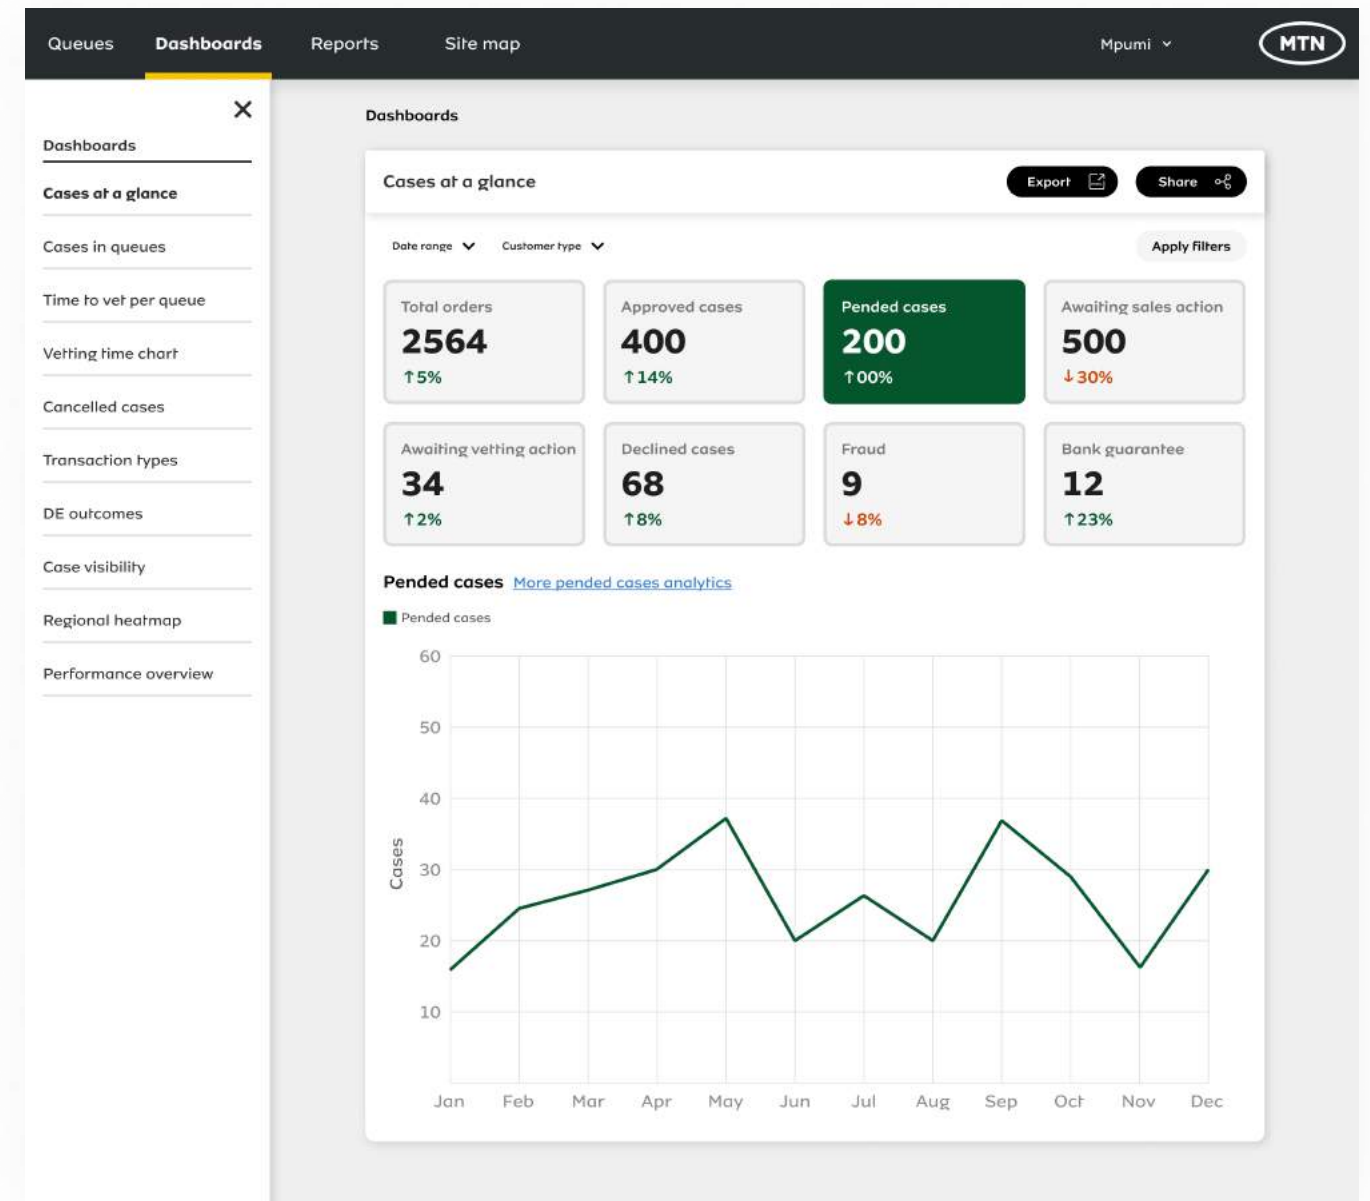 Queues Dashboards Reports Site map Mpumi MTN
Dashboards
Cases at a glance
Cases in queues
Time to vet per queue
Vetting time chart
Cancelled cases
Transaction types
DE outcomes
Case visibility
Regional heatmap
Performance overview
Dashboards
Cases at a glance Export Share
Date range Customer type Apply filters
Total orders
2564
↑5%
Approved cases
400
↑14%
Pended cases
200
↑00%
Awaiting sales action
500
↓30%
Awaiting vetting action
34
↑2%
Declined cases
68
↑8%
Fraud
9
↓8%
Bank guarantee
12
↑23%
Pended cases More pended cases analytics
Pended cases
60
50
40
30
20
10
Cases
Jan Feb Mar Apr May Jun Jul Aug Sep Oct Nov Dec